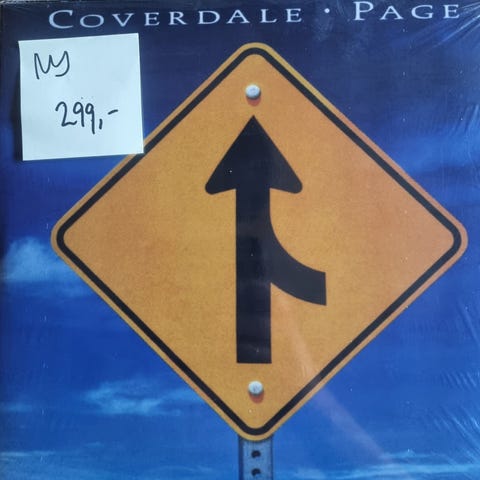 COVERDALE · PAGE
NY
299,-